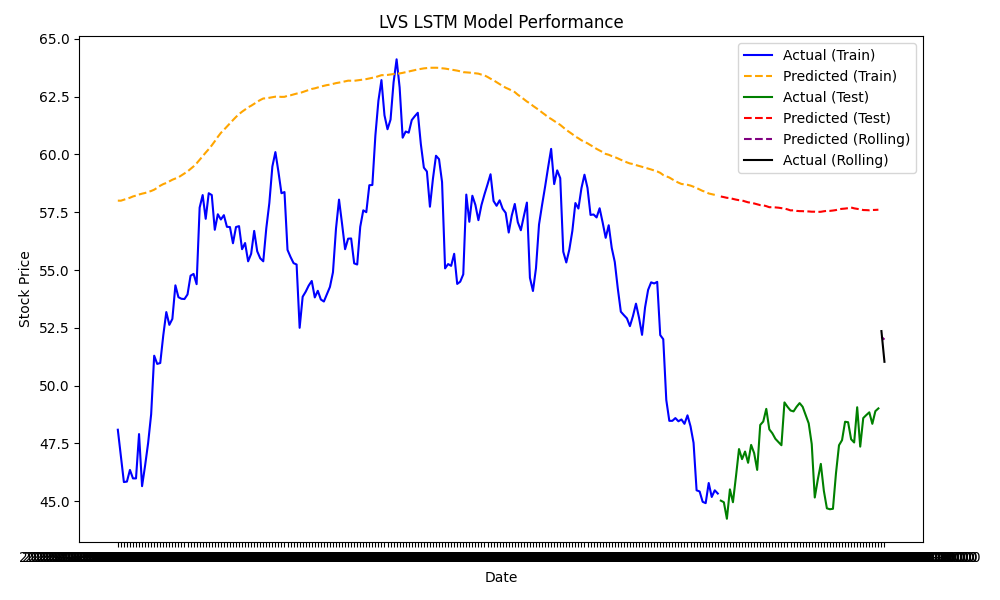 LVS LSTM Model Performance
65.0
62.5
60.0
57.5
55.0
52.5
50.0
47.5
45.0
Stock Price
Actual (Train)
Predicted (Train)
Actual (Test)
Predicted (Test)
Predicted (Rolling)
Actual (Rolling)
Date